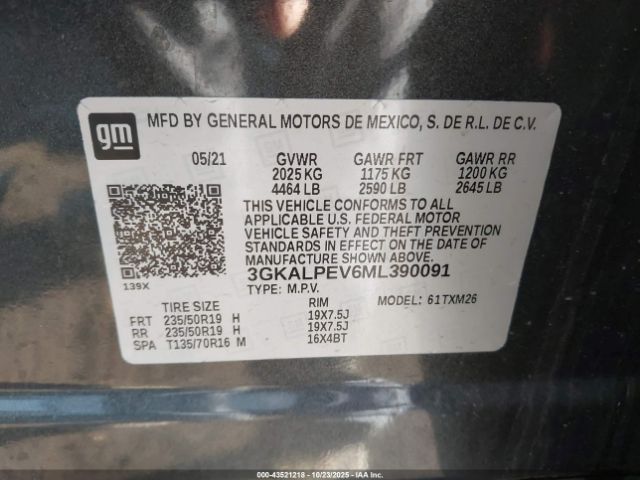 gm
MFD BY GENERAL MOTORS DE MEXICO, S. DE R.L. DE C.V.
05/21 GVWR GAWR FRT GAWR RR
2025 KG 1175 KG 1200 KG
4464 LB 2590 LB 2645 LB
THIS VEHICLE CONFORMS TO ALL
APPLICABLE U.S. FEDERAL MOTOR
VEHICLE SAFETY AND THEFT
PREVENTION STANDARDS IN
EFFECT ON THE DATE OF
MANUFACTURE SHOWN ABOVE.
3GKALPEV6ML390091
139X
TYPE: M.P.V.
TIRE SIZE RIM MODEL: 61TXM26
FRT 235/50R19 H 19X7.5J
RR 235/50R19 H 19X7.5J
SPA T135/70R16 M 16X4BT
000-43521218 | 10/23/2025 | IAAI.COM